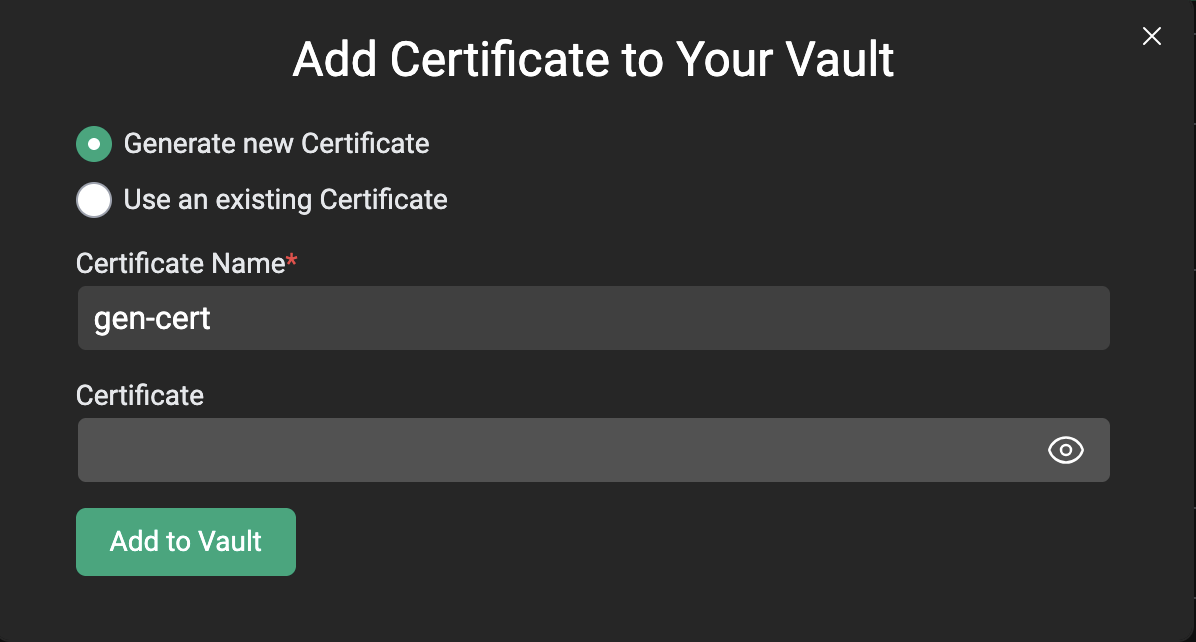 Add Certificate to Your Vault
Generate new Certificate
Use an existing Certificate
Certificate Name*
gen-cert
Certificate
Add to Vault